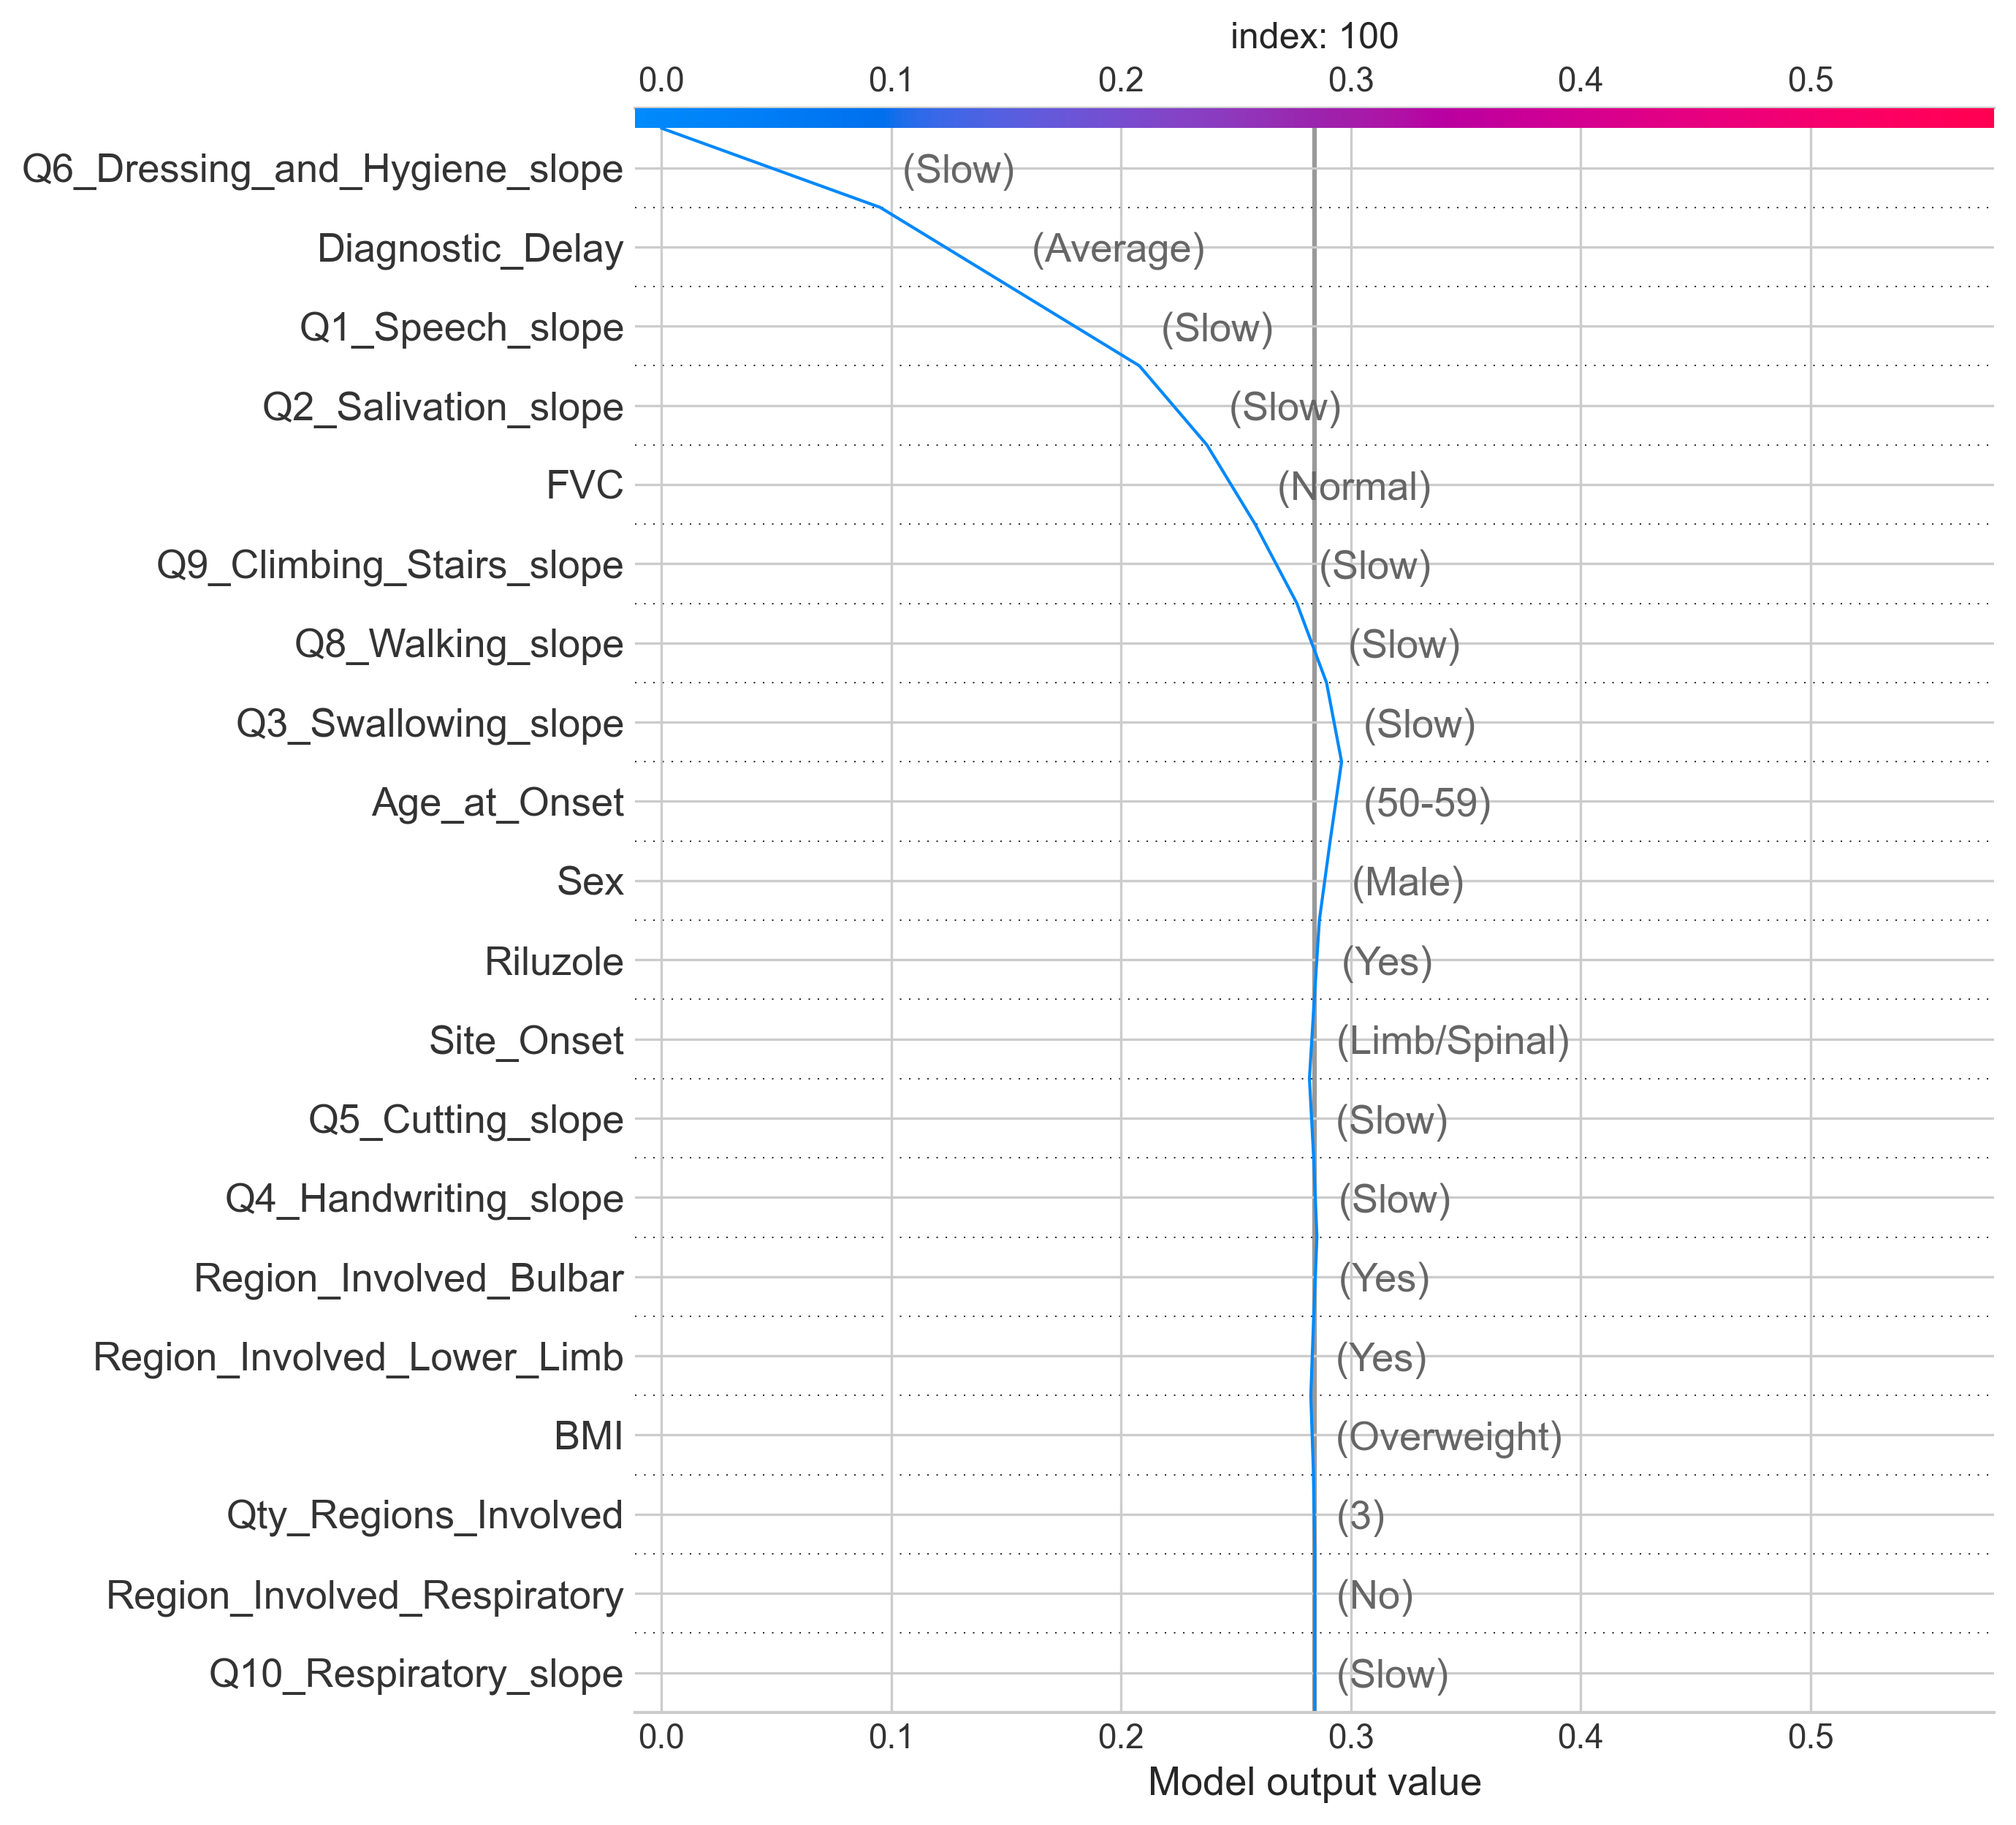 index: 100
0.0 0.1 0.2 0.3 0.4 0.5
Q6_Dressing_and_Hygiene_slope (Slow)
Diagnostic_Delay (Average)
Q1_Speech_slope (Slow)
Q2_Salivation_slope (Slow)
FVC (Normal)
Q9_Climbing_Stairs_slope (Slow)
Q8_Walking_slope (Slow)
Q3_Swallowing_slope (Slow)
Age_at_Onset (50-59)
Sex (Male)
Riluzole (Yes)
Site_Onset (Limb/Spinal)
Q5_Cutting_slope (Slow)
Q4_Handwriting_slope (Slow)
Region_Involved_Bulbar (Yes)
Region_Involved_Lower_Limb (Yes)
BMI (Overweight)
Qty_Regions_Involved (3)
Region_Involved_Respiratory (No)
Q10_Respiratory_slope (Slow)
0.0 0.1 0.2 0.3 0.4 0.5
Model output value